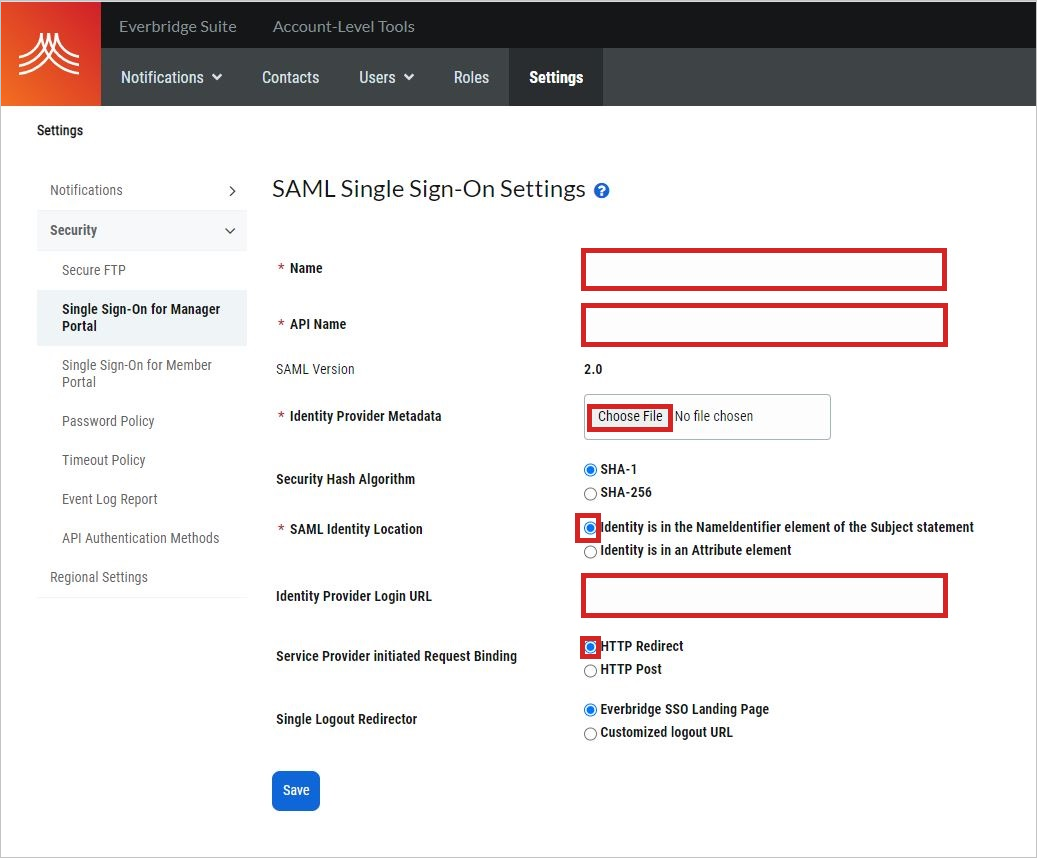 Everbridge Suite
Account-Level Tools
Notifications
Contacts
Users
Roles
Settings
Settings
Notifications
Security
Secure FTP
Single Sign-On for Manager
Portal
Single Sign-On for Member
Portal
Password Policy
Timeout Policy
Event Log Report
API Authentication Methods
Regional Settings
SAML Single Sign-On Settings ?
* Name
* API Name
SAML Version 2.0
* Identity Provider Metadata Choose File No file chosen
Security Hash Algorithm
SHA-1
SHA-256
* SAML Identity Location
Identity is in the NameIdentifier element of the Subject statement
Identity is in an Attribute element
Identity Provider Login URL
Service Provider initiated Request Binding
HTTP Redirect
HTTP Post
Single Logout Redirector
Everbridge SSO Landing Page
Customized logout URL
Save